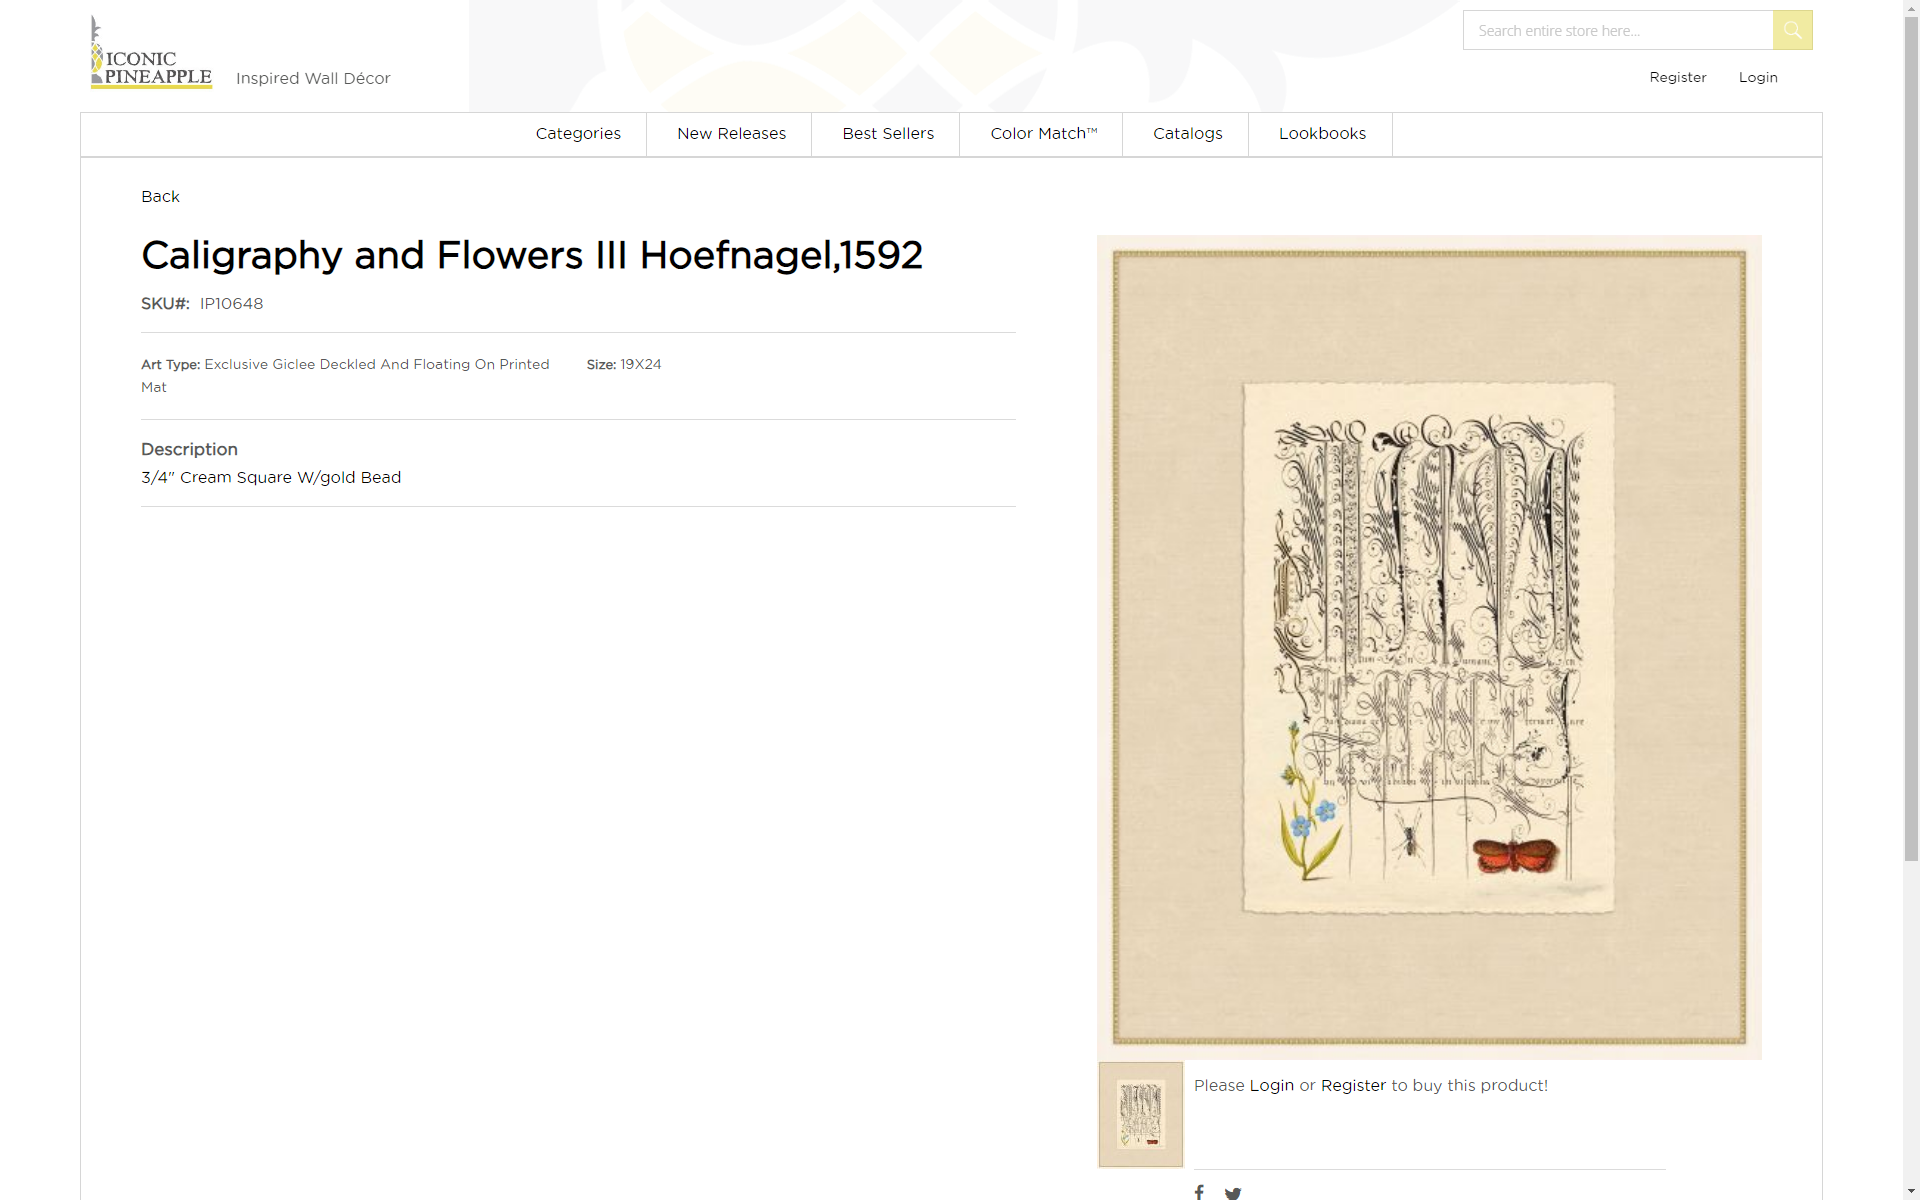 ICONIC
PINEAPPLE
Inspired Wall Décor
Search entire store here...
Register
Login
Categories
New Releases
Best Sellers
Color Match™
Catalogs
Lookbooks
Back
Caligraphy and Flowers III Hoefnagel,1592
SKU#: IP10648
Art Type: Exclusive Giclee Deckled And Floating On Printed
Mat
Size: 19X24
Description
3/4" Cream Square W/gold Bead
Please Login or Register to buy this product!